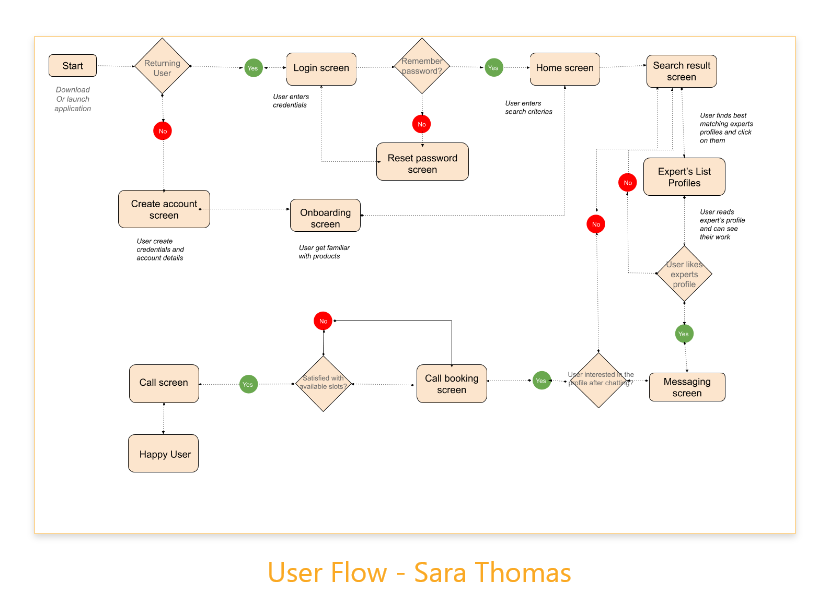 Start
Download
Or launch
application
Returning
User
Yes
Login screen
User enters
credentials
Remember
password?
Yes
Home screen
User enters
search criterias
Search result
screen
No
No
Reset password
screen
User finds best
matching experts
profiles and click
on them
Expert's List
Profiles
No
Create account
screen
User create
credentials and
account details
Onboarding
screen
User get familiar
with products
No
User reads
expert's profile
and can see
their work
User likes
experts
profile
Yes
No
Call screen
Yes
Satisfied with
available slots?
Call booking
screen
Yes
User interested in the
profile after chatting?
Messaging
screen
Happy User
User Flow - Sara Thomas